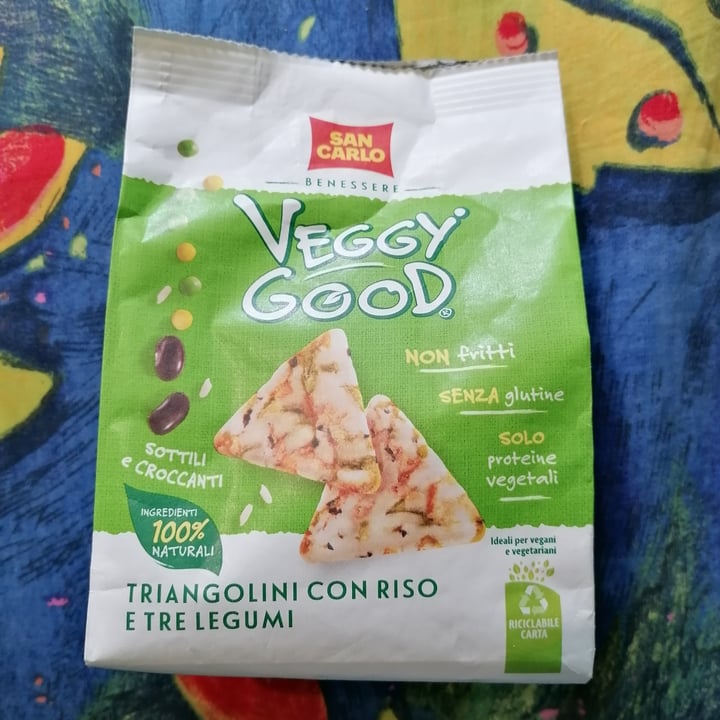 SAN
CARLO
BENESSERE
VEGGY
GOOD®
NON fritti
SENZA glutine
SOLO
proteine
vegetali
SOTTILI
e CROCCANTI
INGREDIENTI
100%
NATURALI
Ideali per vegani
e vegetariani
TRIANGOLINI CON RISO
E TRE LEGUMI
RICICLABILE
CARTA